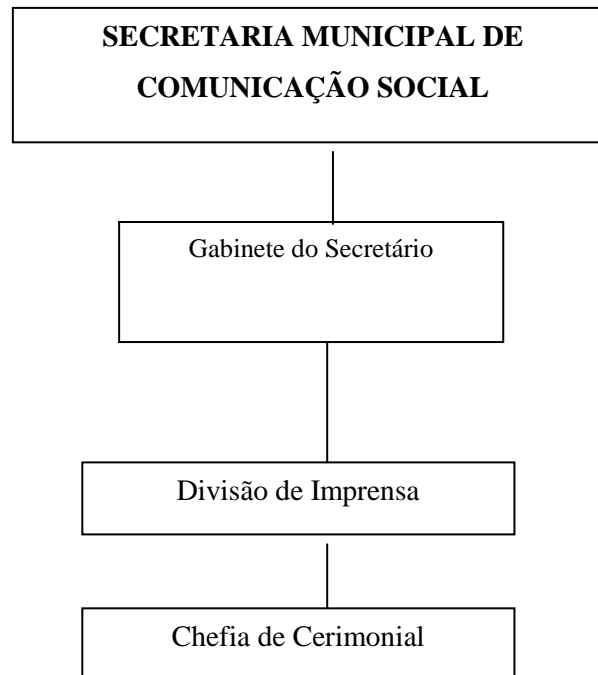 SECRETARIA MUNICIPAL DE
COMUNICAÇÃO SOCIAL
Gabinete do Secretário
Divisão de Imprensa
Chefia de Cerimonial